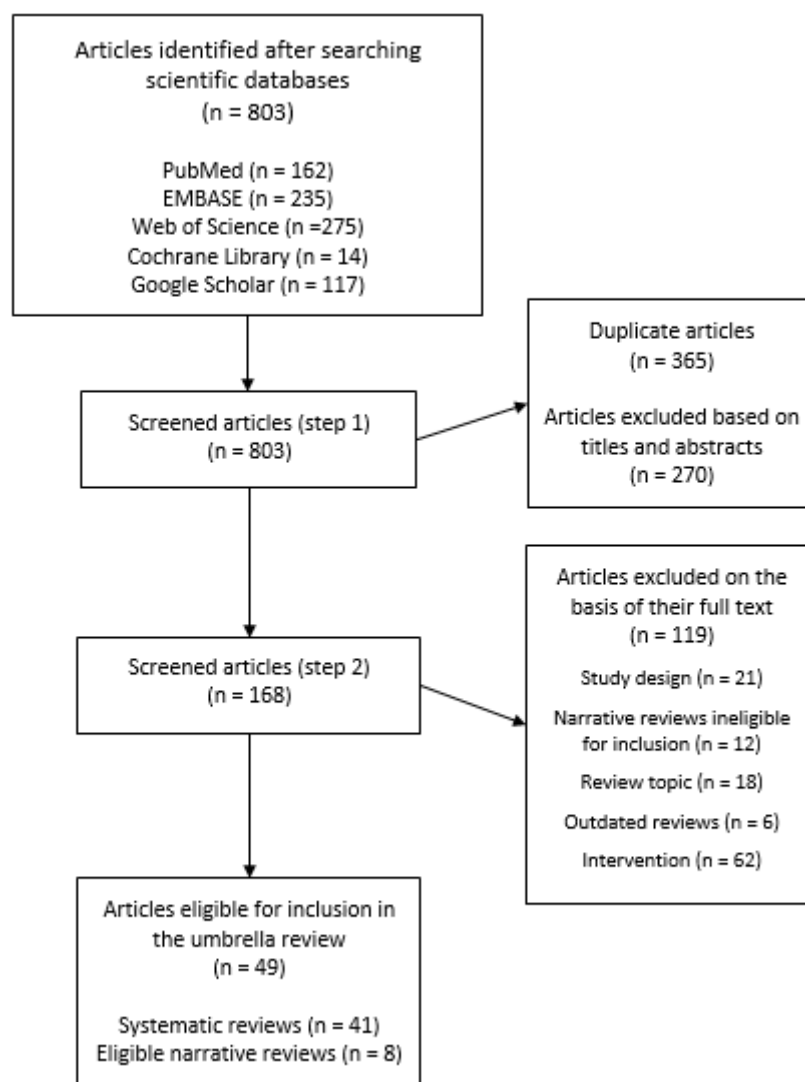 Articles identified after searching
scientific databases
(n = 803)
PubMed (n = 162)
EMBASE (n = 235)
Web of Science (n =275)
Cochrane Library (n = 14)
Google Scholar (n = 117)
Duplicate articles
(n = 365)
Articles excluded based on
titles and abstracts
(n = 270)
Screened articles (step 1)
(n = 803)
Articles excluded on the
basis of their full text
(n = 119)
Study design (n = 21)
Narrative reviews ineligible
for inclusion (n = 12)
Review topic (n = 18)
Outdated reviews (n = 6)
Intervention (n = 62)
Screened articles (step 2)
(n = 168)
Articles eligible for inclusion in
the umbrella review
(n = 49)
Systematic reviews (n = 41)
Eligible narrative reviews (n = 8)